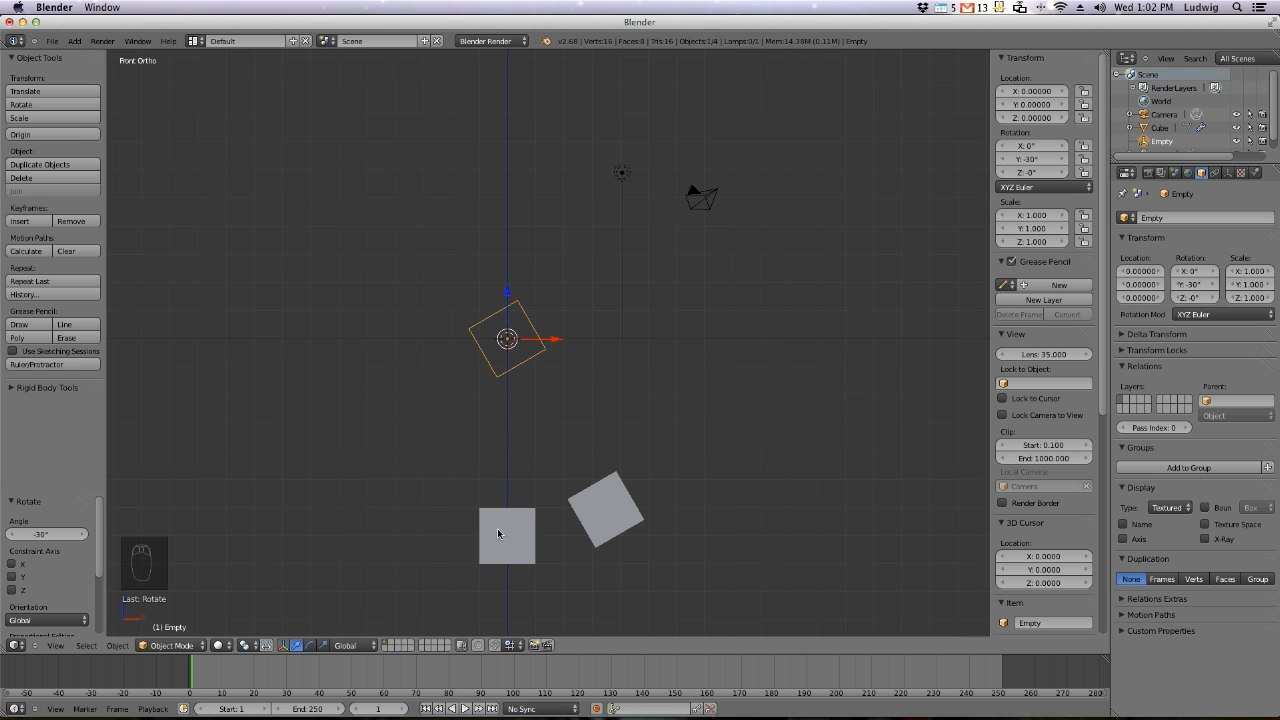 Blender Window 5 13 Wed 1:02 PM Ludwig
Blender
File Add Render Window Help Default Scene Blender Render v2.68 | Verts:16 | Faces:8 | Tris:16 | Objects:1/4 | Lamps:0/1 | Mem:14.38M (0.11M) | Empty View Search All Scenes
Object Tools
Transform:
Translate
Rotate
Scale
Origin
Object:
Duplicate Objects
Delete
Join
Keyframes:
Insert Remove
Motion Paths:
Calculate Clear
Repeat:
Repeat Last
History...
Grease Pencil:
Draw Line
Poly Erase
Use Sketching Sessions
Ruler/Protractor
Rigid Body Tools
Rotate
Angle
-30°
Constraint Axis
X
Y
Z
Orientation
Global
Front Ortho
Last: Rotate
(1) Empty
Transform
Location:
X: 0.00000
Y: 0.00000
Z: 0.00000
Rotation:
X: 0°
Y: -30°
Z: -0°
XYZ Euler
Scale:
X: 1.000
Y: 1.000
Z: 1.000
Grease Pencil
New
New Layer
Delete Frame Convert
View
Lens: 35.000
Lock to Object:
Lock to Cursor
Lock Camera to View
Clip:
Start: 0.100
End: 1000.000
Local Camera:
Camera
Render Border
3D Cursor
Location:
X: 0.0000
Y: 0.0000
Z: 0.0000
Item
Empty
Scene
RenderLayers
World
Camera
Cube
Empty
Empty
Empty
Transform
Location: Rotation: Scale:
0.00000 X: 0° X: 1.000
0.00000 Y: -30° Y: 1.000
0.00000 Z: -0° Z: 1.000
Rotation Mod XYZ Euler
Delta Transform
Transform Locks
Relations
Layers: Parent:
Object
Pass Index: 0
Groups
Add to Group
Display
Type: Textured Boun Box
Name Texture Space
Axis X-Ray
Duplication
None Frames Verts Faces Group
Relations Extras
Motion Paths
Custom Properties
View Select Object Object Mode Global
-50 -40 -30 -20 -10 0 10 20 30 40 50 60 70 80 90 100 110 120 130 140 150 160 170 180 190 200 210 220 230 240 250 260 270 280
View Marker Frame Playback Start: 1 End: 250 1 No Sync